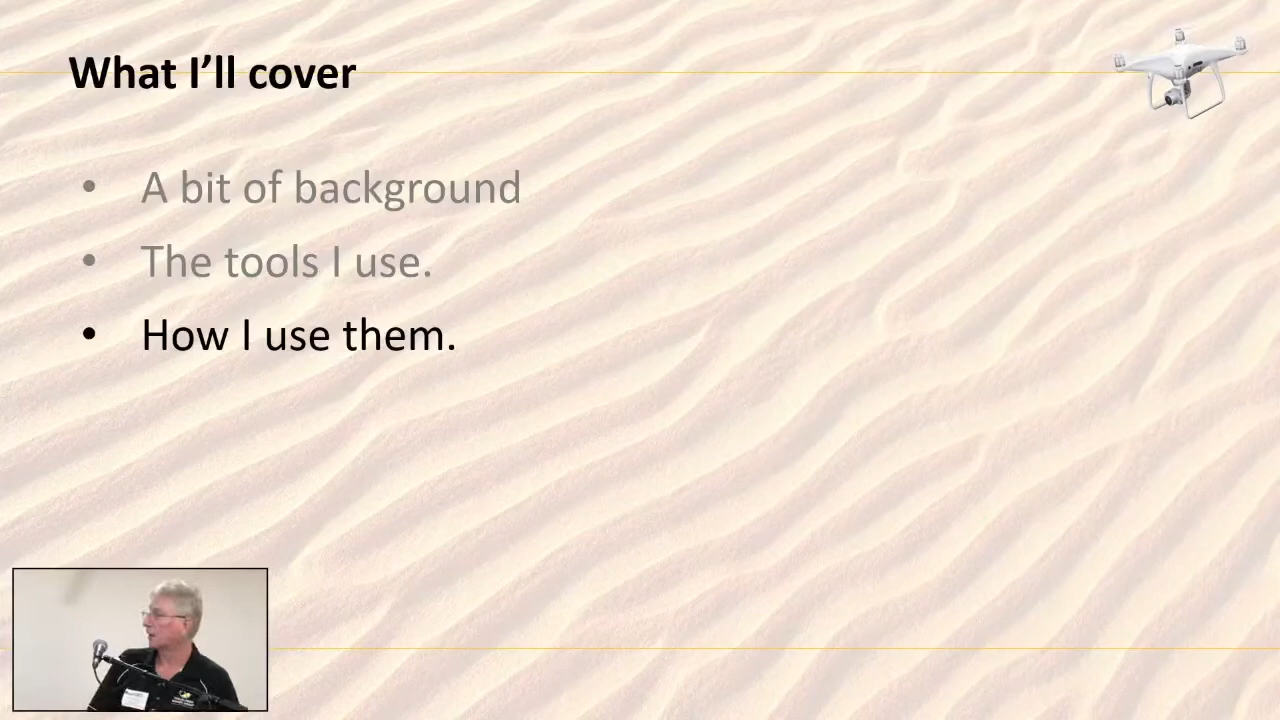 What I’ll cover
• A bit of background
• The tools I use.
• How I use them.